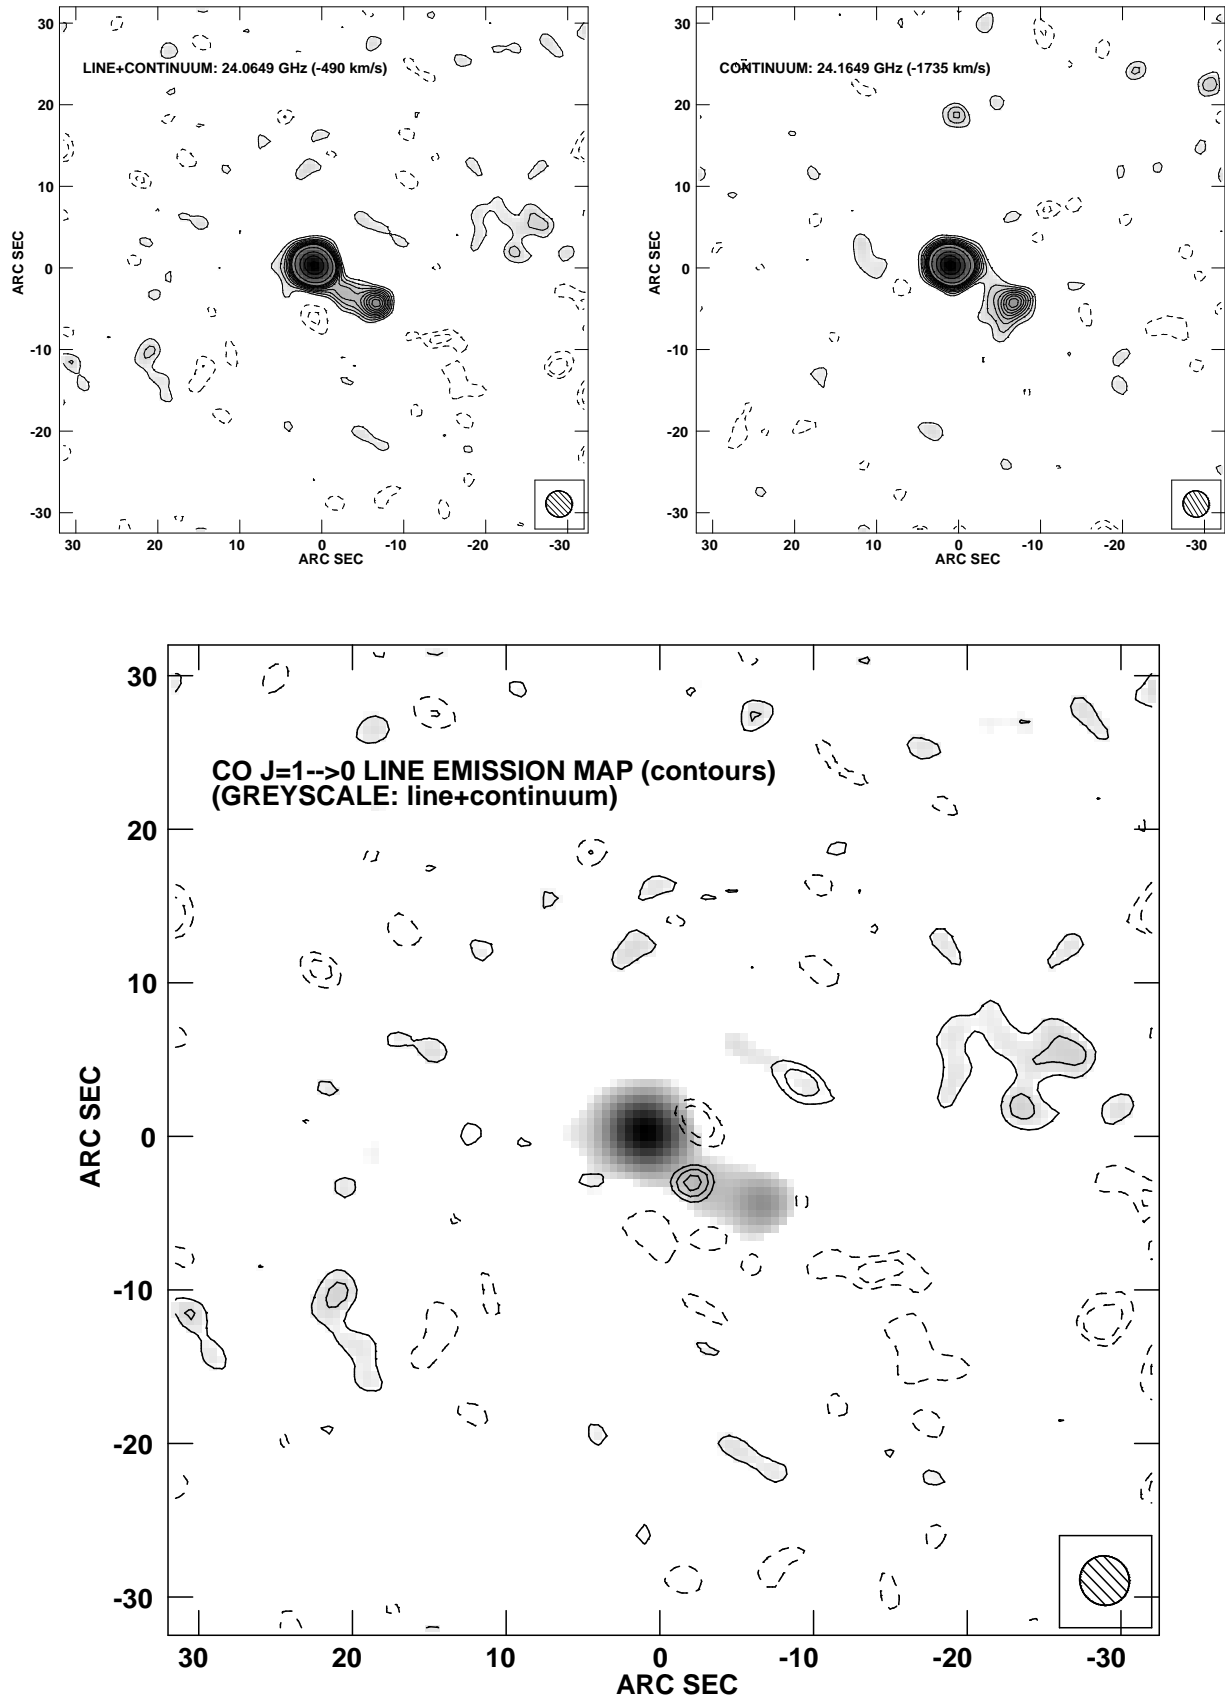 LINE+CONTINUUM: 24.0649 GHz (-490 km/s)
30
20
10
0
-10
-20
-30
ARC SEC
30 20 10 0 -10 -20 -30
ARC SEC
CONTINUUM: 24.1649 GHz (-1735 km/s)
30
20
10
0
-10
-20
-30
ARC SEC
30 20 10 0 -10 -20 -30
ARC SEC
CO J=1-->0 LINE EMISSION MAP (contours)
(GREYSCALE: line+continuum)
30
20
10
0
-10
-20
-30
ARC SEC
30 20 10 0 -10 -20 -30
ARC SEC